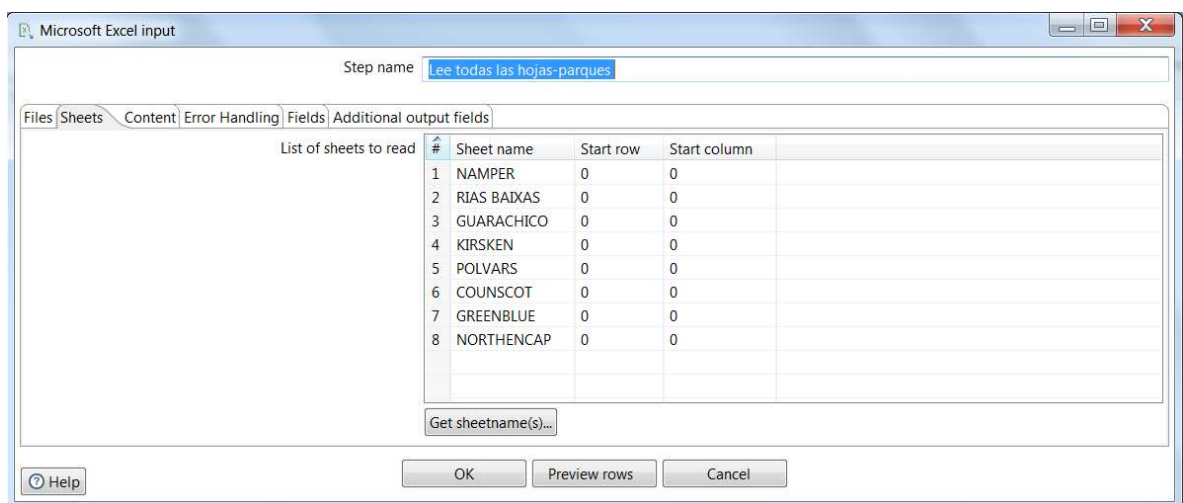 Microsoft Excel input
Step name Lee todas las hojas-parques
Files Sheets Content Error Handling Fields Additional output fields
List of sheets to read # Sheet name Start row Start column
1 NAMPER 0 0
2 RIAS BAIXAS 0 0
3 GUARACHICO 0 0
4 KIRSKEN 0 0
5 POLVARS 0 0
6 COUNSCOT 0 0
7 GREENBLUE 0 0
8 NORTHENCAP 0 0
Get sheetname(s)...
Help OK Preview rows Cancel